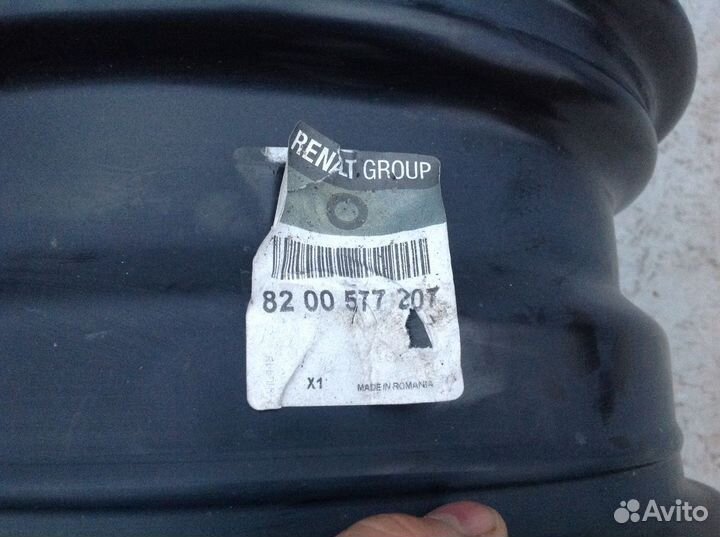 RENAT GROUP
82 00 577 207
X1
MADE IN ROMANIA
Avito